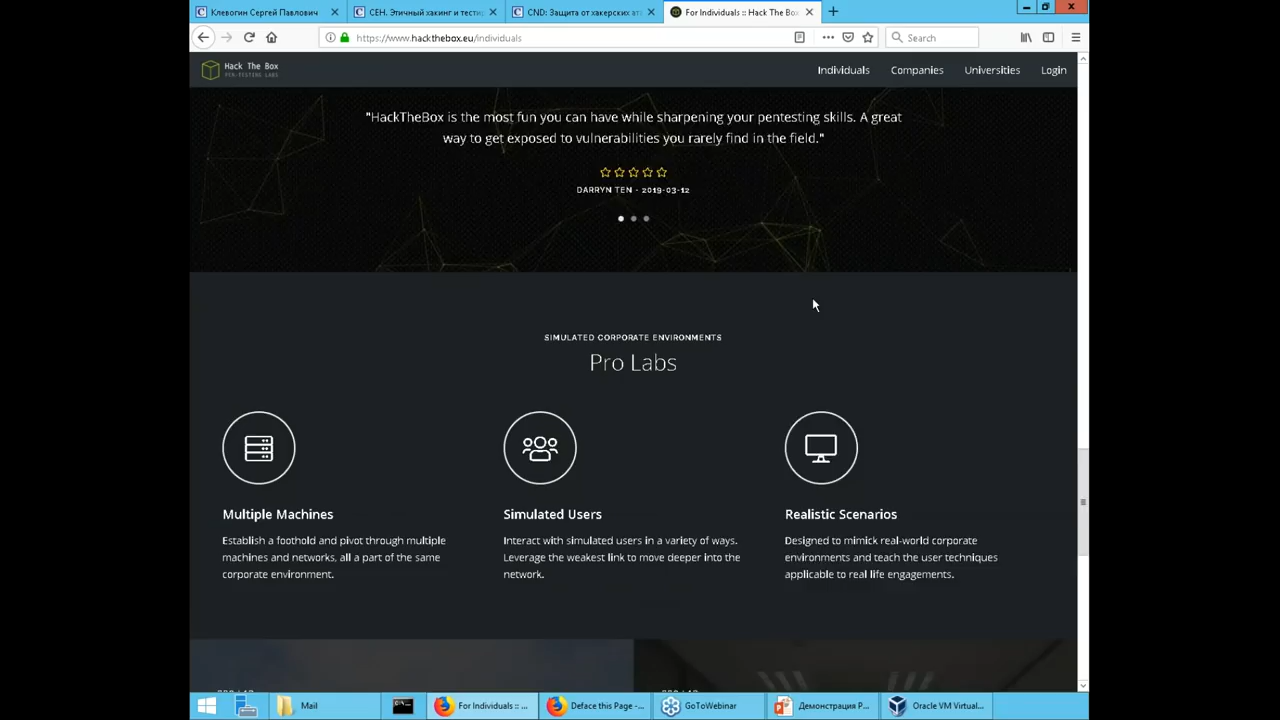 Клевогин Сергей Павлович
CEH. Этичный хакинг и тести
CND: Защита от хакерских ат
For Individuals :: Hack The Box
https://www.hackthebox.eu/individuals
Search
Hack The Box
PEN-TESTING LABS
Individuals
Companies
Universities
Login
"HackTheBox is the most fun you can have while sharpening your pentesting skills. A great
way to get exposed to vulnerabilities you rarely find in the field."
DARRYN TEN - 2019-03-12
SIMULATED CORPORATE ENVIRONMENTS
Pro Labs
Multiple Machines
Establish a foothold and pivot through multiple
machines and networks, all a part of the same
corporate environment.
Simulated Users
Interact with simulated users in a variety of ways.
Leverage the weakest link to move deeper into the
network.
Realistic Scenarios
Designed to mimick real-world corporate
environments and teach the user techniques
applicable to real life engagements.
Mail
For Individuals :: ...
Deface this Page -...
GoToWebinar
Демонстрация P...
Oracle VM Virtual...